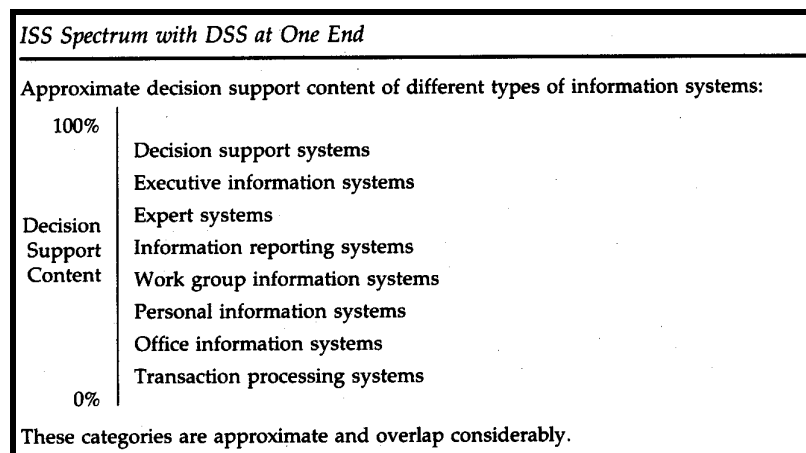 ISS Spectrum with DSS at One End
Approximate decision support content of different types of information systems:
100%
Decision support systems
Executive information systems
Expert systems
Information reporting systems
Work group information systems
Personal information systems
Office information systems
Transaction processing systems
Decision
Support
Content
0%
These categories are approximate and overlap considerably.